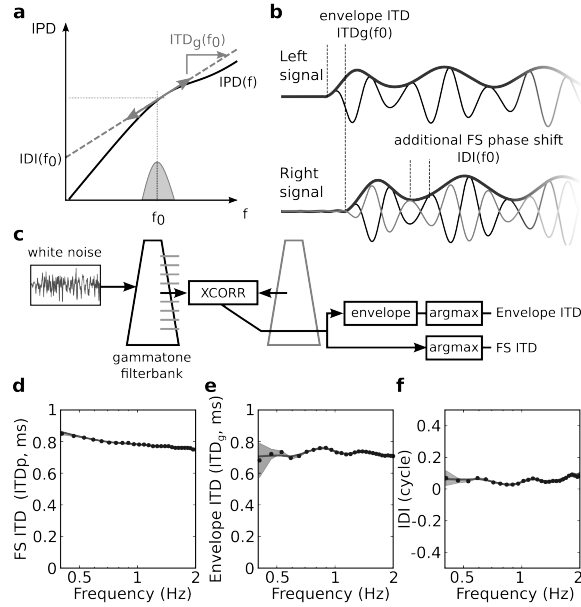 a
IPD
ITDg(f0)
IPD(f)
IDI(f0)
f0
f
b
envelope ITD
ITDg(f0)
Left
signal
additional FS phase shift
IDI(f0)
Right
signal
c
white noise
XCORR
gammatone
filterbank
envelope
argmax
Envelope ITD
argmax
FS ITD
d
FS ITD (ITDp, ms)
1
0.8
0.6
0.4
0.2
0
0.5
1
2
Frequency (Hz)
e
Envelope ITD (ITDg, ms)
1
0.8
0.6
0.4
0.2
0
0.5
1
2
Frequency (Hz)
f
IDI (cycle)
0.4
0.2
0
-0.2
-0.4
0.5
1
2
Frequency (Hz)